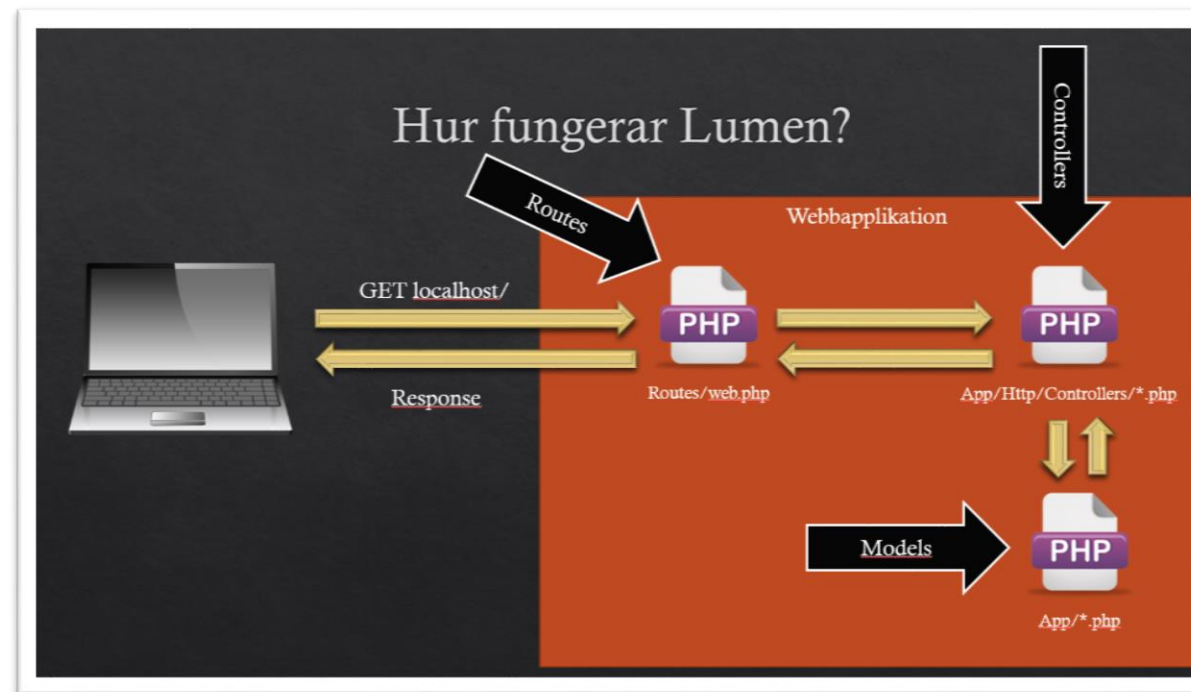 Hur fungerar Lumen?
Controllers
Routes
Webbapplikation
GET localhost/
PHP
PHP
Response
Routes/web.php
App/Http/Controllers/*.php
Models
PHP
App/*.php